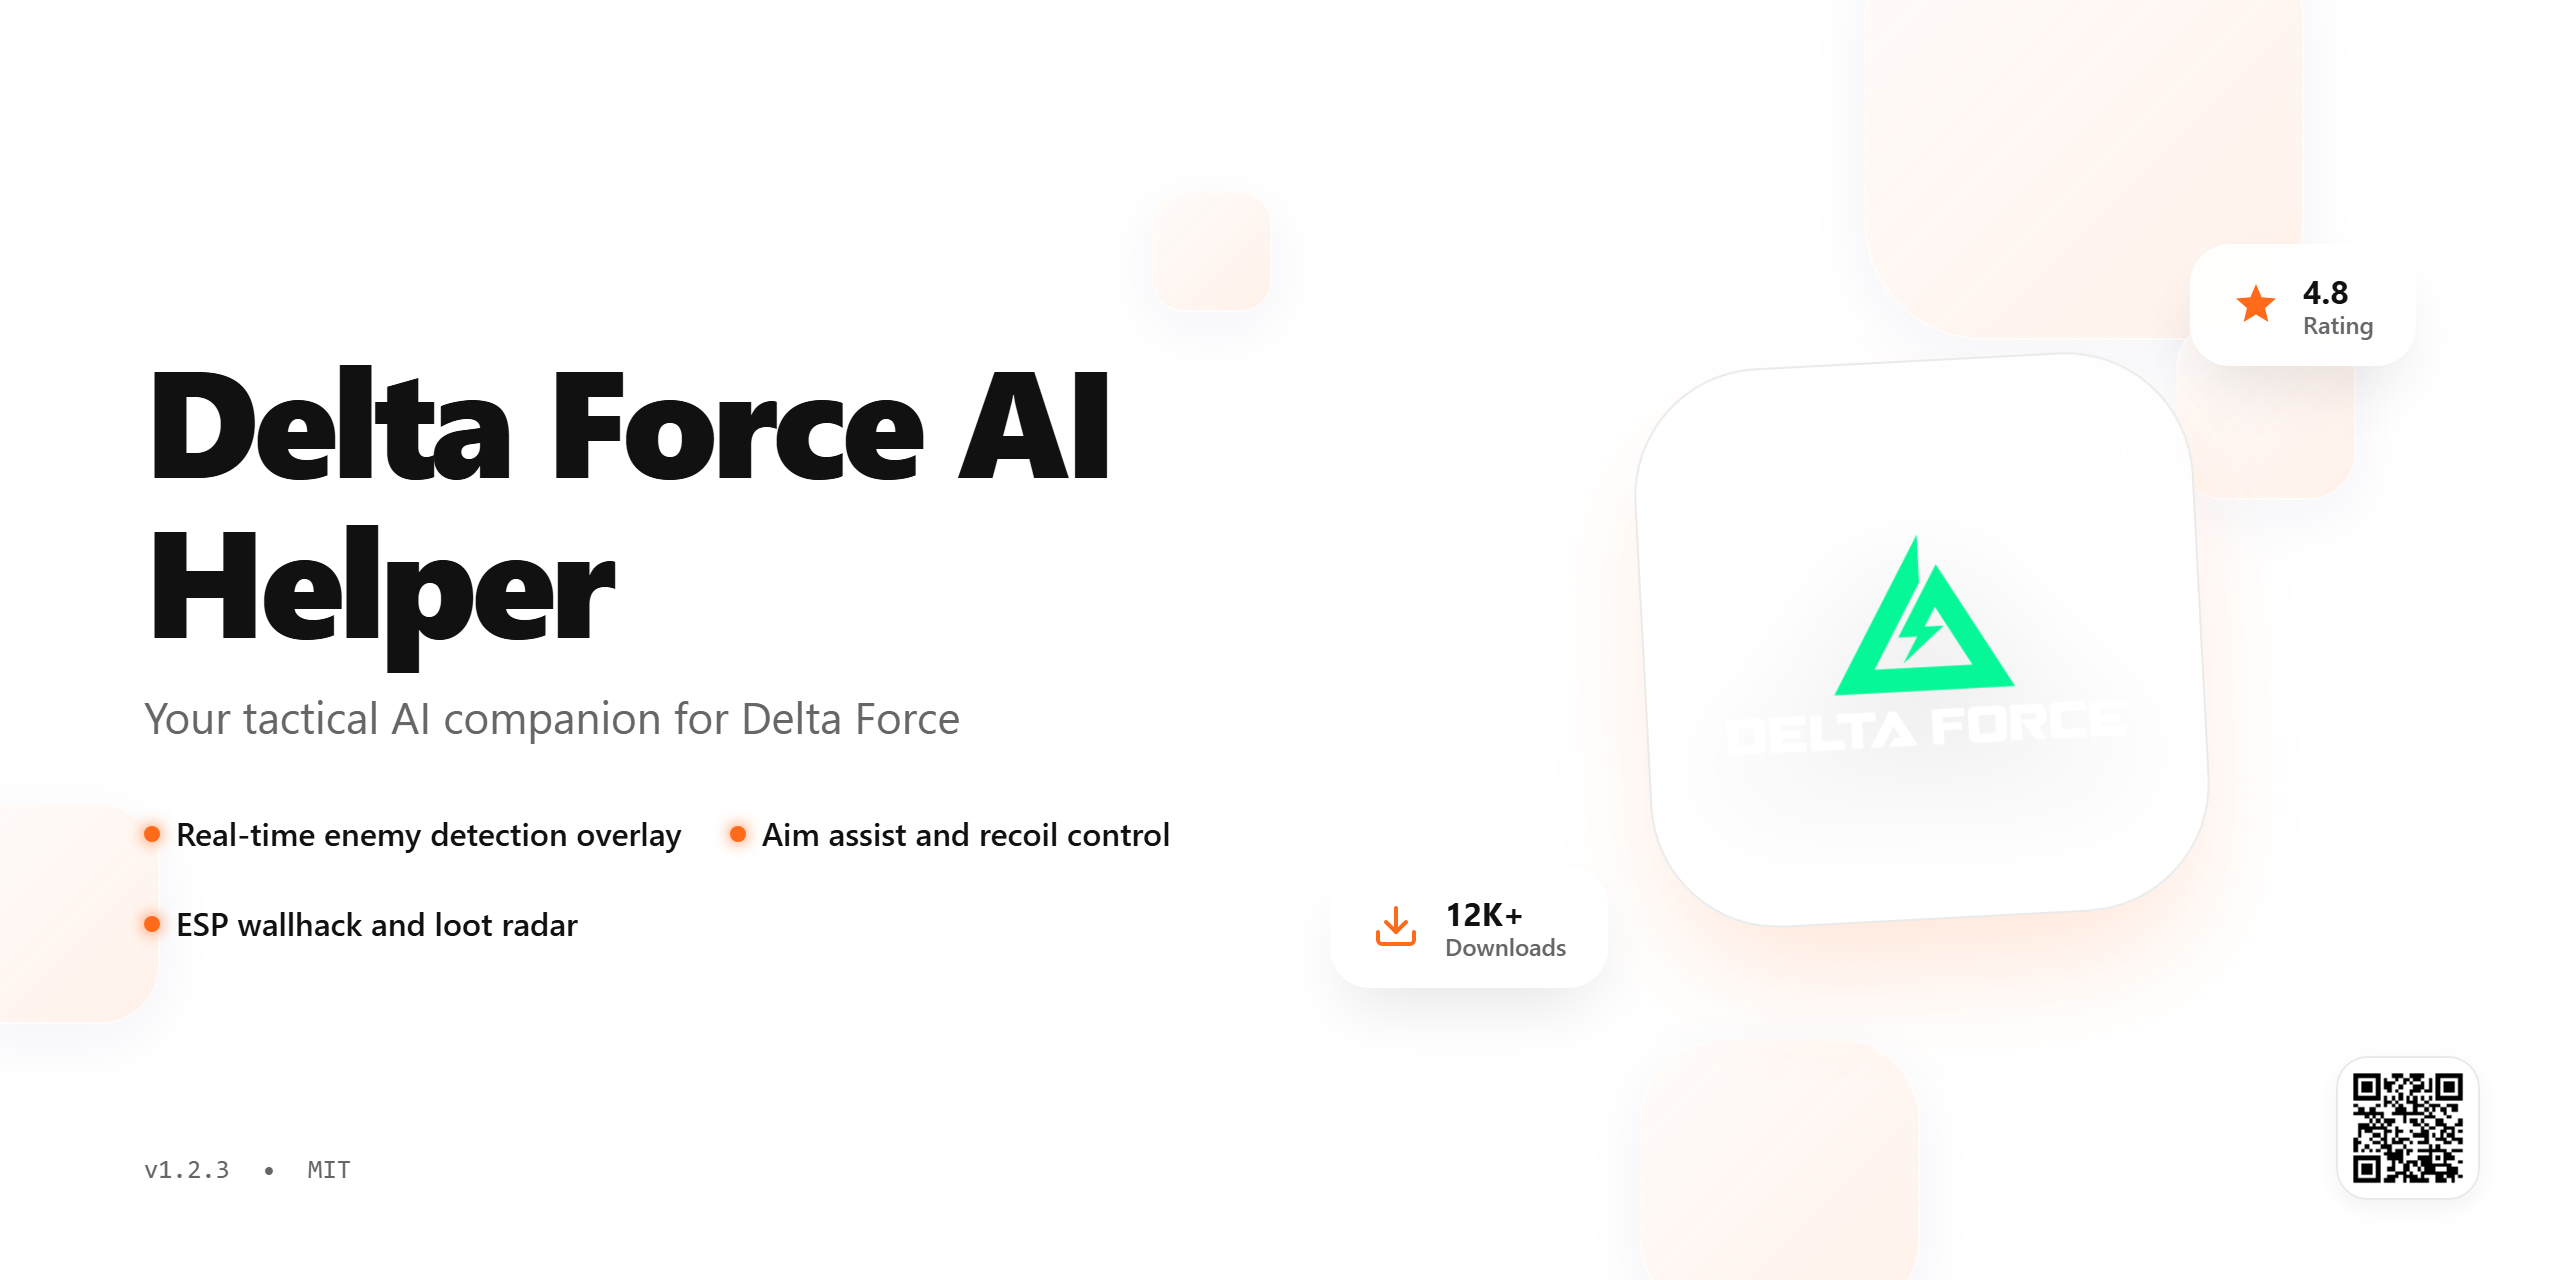 Delta Force AI
Helper
Your tactical AI companion for Delta Force
Real-time enemy detection overlay
Aim assist and recoil control
ESP wallhack and loot radar
v1.2.3 • MIT
4.8
Rating
DELTA FORCE
12K+
Downloads